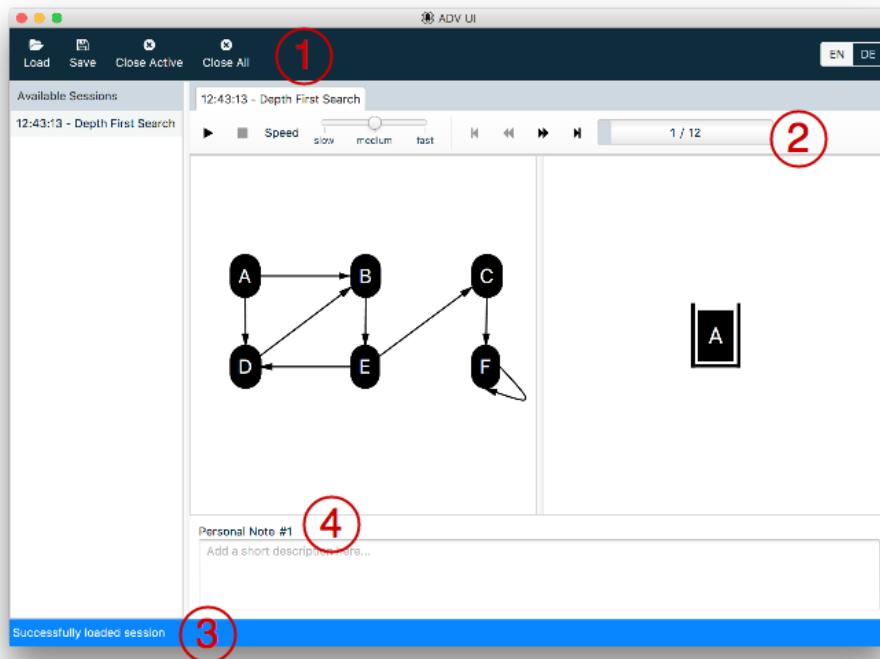 ADV UI
Load Save Close Active Close All 1 EN DE
Available Sessions
12:43:13 - Depth First Search
12:43:13 - Depth First Search
Speed slow medium fast 1 / 12 2
A B C
D E F
A
Personal Note #1 4
Add a short description here...
Successfully loaded session 3